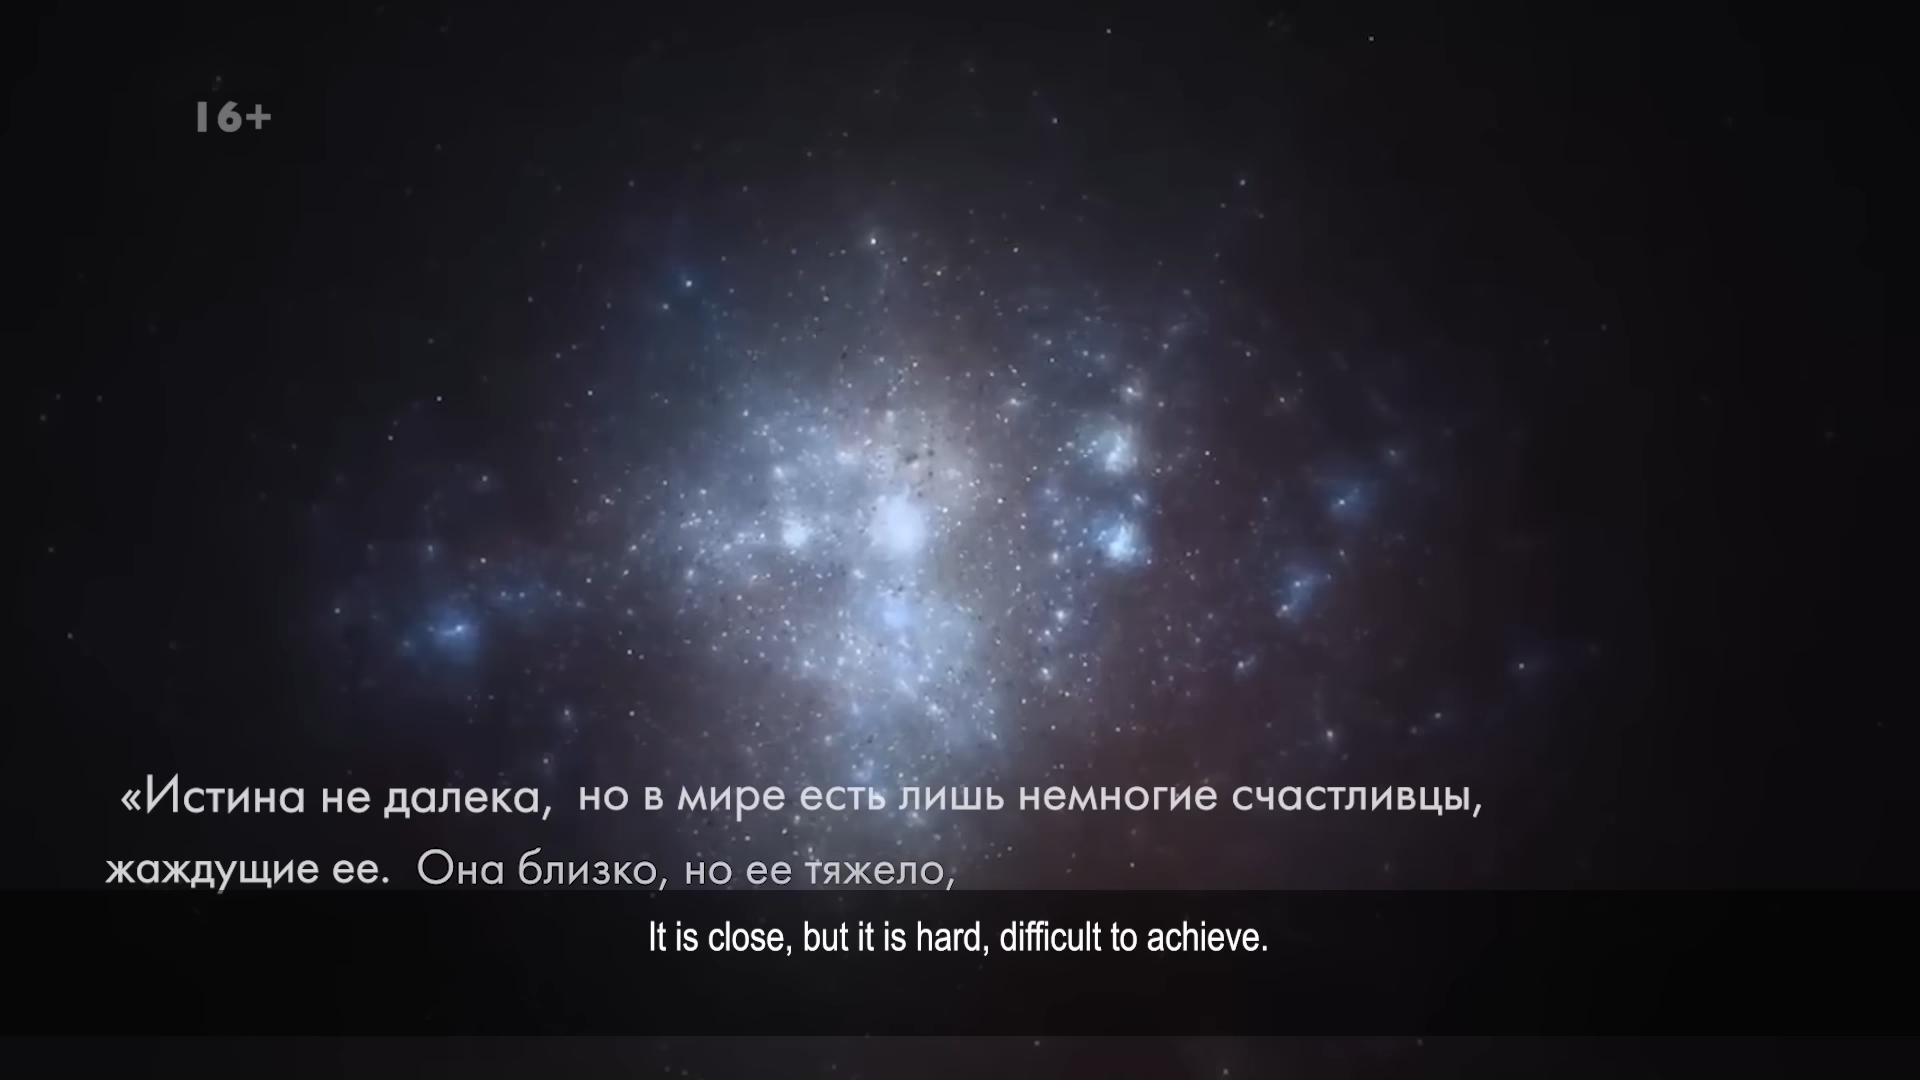 16+
«Истина не далека, но в мире есть лишь немногие счастливцы,
жаждущие ее. Она близко, но ее тяжело,
It is close, but it is hard, difficult to achieve.